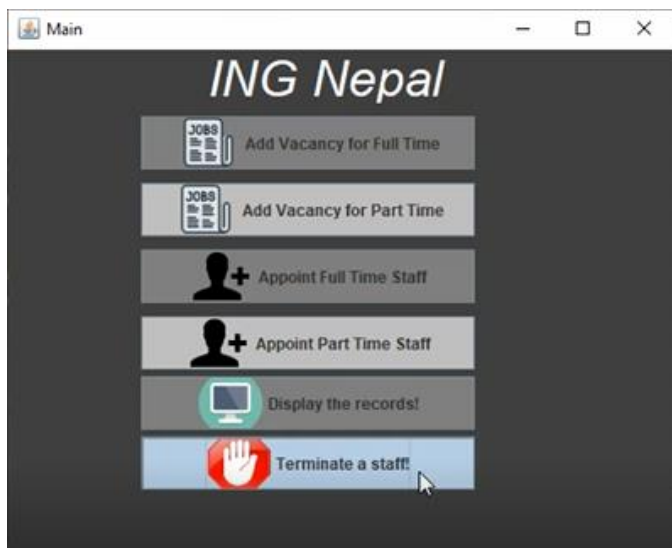 Main
ING Nepal
JOBS Add Vacancy for Full Time
JOBS Add Vacancy for Part Time
Appoint Full Time Staff
Appoint Part Time Staff
Display the records!
Terminate a staff!